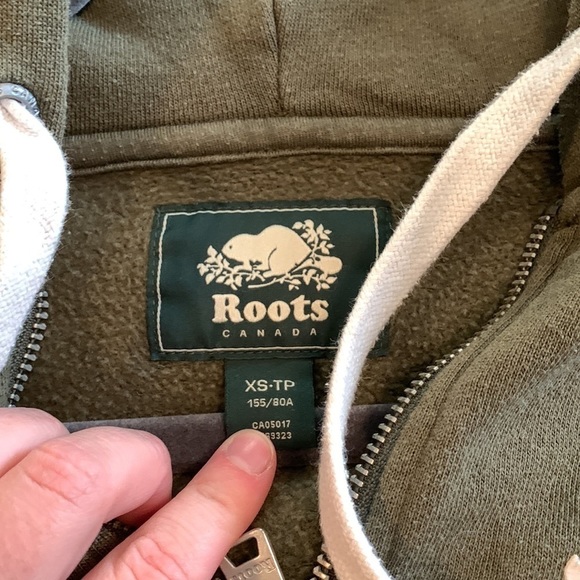 Roots
CANADA
XS-TP
155/80A
CA05017